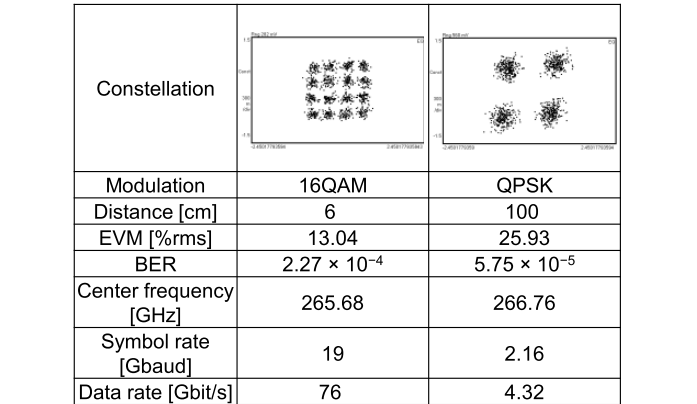 Constellation
Modulation 16QAM QPSK
Distance [cm] 6 100
EVM [%rms] 13.04 25.93
BER 2.27 × 10⁻⁴ 5.75 × 10⁻⁵
Center frequency
[GHz] 265.68 266.76
Symbol rate
[Gbaud] 19 2.16
Data rate [Gbit/s] 76 4.32